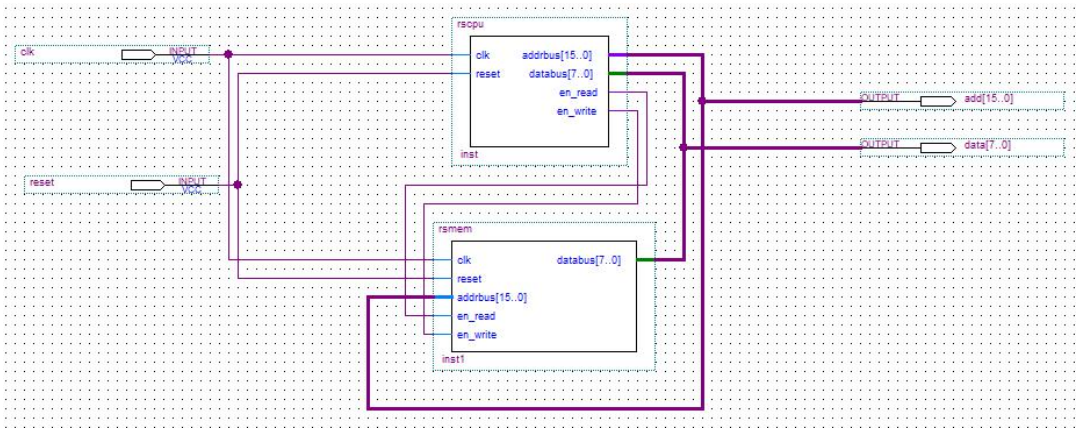 clk
INPUT
VCC
reset
INPUT
VCC
rscpu
clk
addrbus[15..0]
reset
databus[7..0]
en_read
en_write
inst
OUTPUT
add[15..0]
OUTPUT
data[7..0]
rsmem
clk
databus[7..0]
reset
addrbus[15..0]
en_read
en_write
inst1